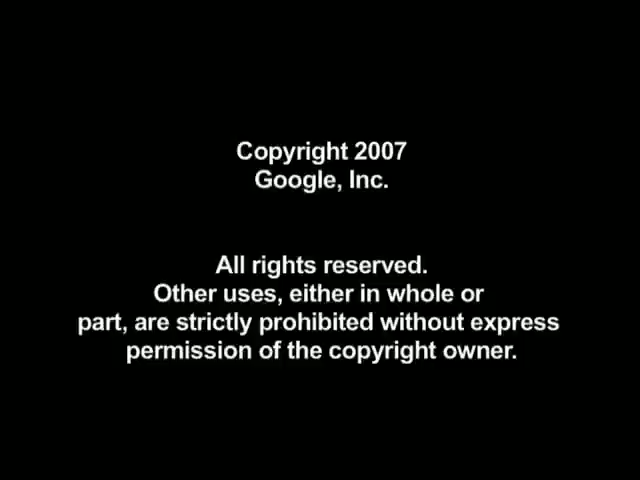 Copyright 2007
Google, Inc.
All rights reserved.
Other uses, either in whole or
part, are strictly prohibited without express
permission of the copyright owner.